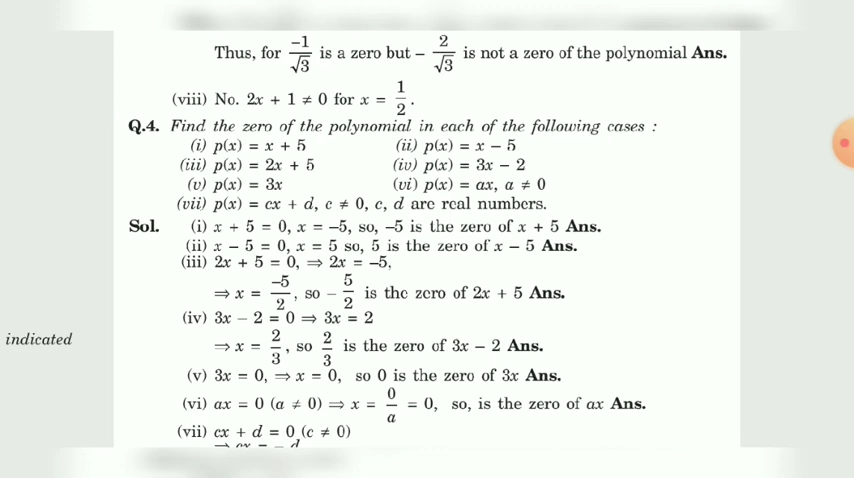 Thus, for -1/√3 is a zero but – 2/√3 is not a zero of the polynomial Ans.
(viii) No. 2x + 1 ≠ 0 for x = 1/2.
Q.4. Find the zero of the polynomial in each of the following cases :
(i) p(x) = x + 5 (ii) p(x) = x – 5
(iii) p(x) = 2x + 5 (iv) p(x) = 3x – 2
(v) p(x) = 3x (vi) p(x) = ax, a ≠ 0
(vii) p(x) = cx + d, c ≠ 0, c, d are real numbers.
Sol. (i) x + 5 = 0, x = –5, so, –5 is the zero of x + 5 Ans.
(ii) x – 5 = 0, x = 5 so, 5 is the zero of x – 5 Ans.
(iii) 2x + 5 = 0, ⇒ 2x = –5,
⇒ x = -5/2, so – 5/2 is the zero of 2x + 5 Ans.
(iv) 3x – 2 = 0 ⇒ 3x = 2
⇒ x = 2/3, so 2/3 is the zero of 3x – 2 Ans.
indicated
(v) 3x = 0, ⇒ x = 0, so 0 is the zero of 3x Ans.
(vi) ax = 0 (a ≠ 0) ⇒ x = 0/a = 0, so, is the zero of ax Ans.
(vii) cx + d = 0 (c ≠ 0)